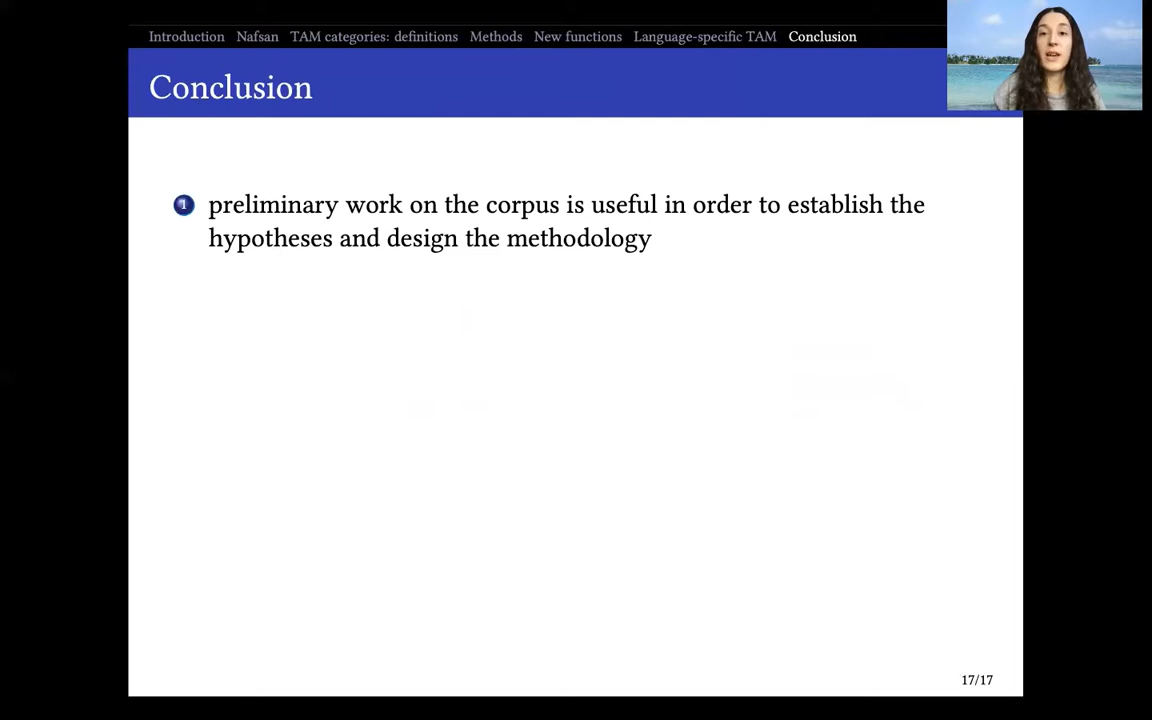 Introduction Nafsan TAM categories: definitions Methods New functions Language-specific TAM Conclusion
Conclusion
1 preliminary work on the corpus is useful in order to establish the
hypotheses and design the methodology
17/17